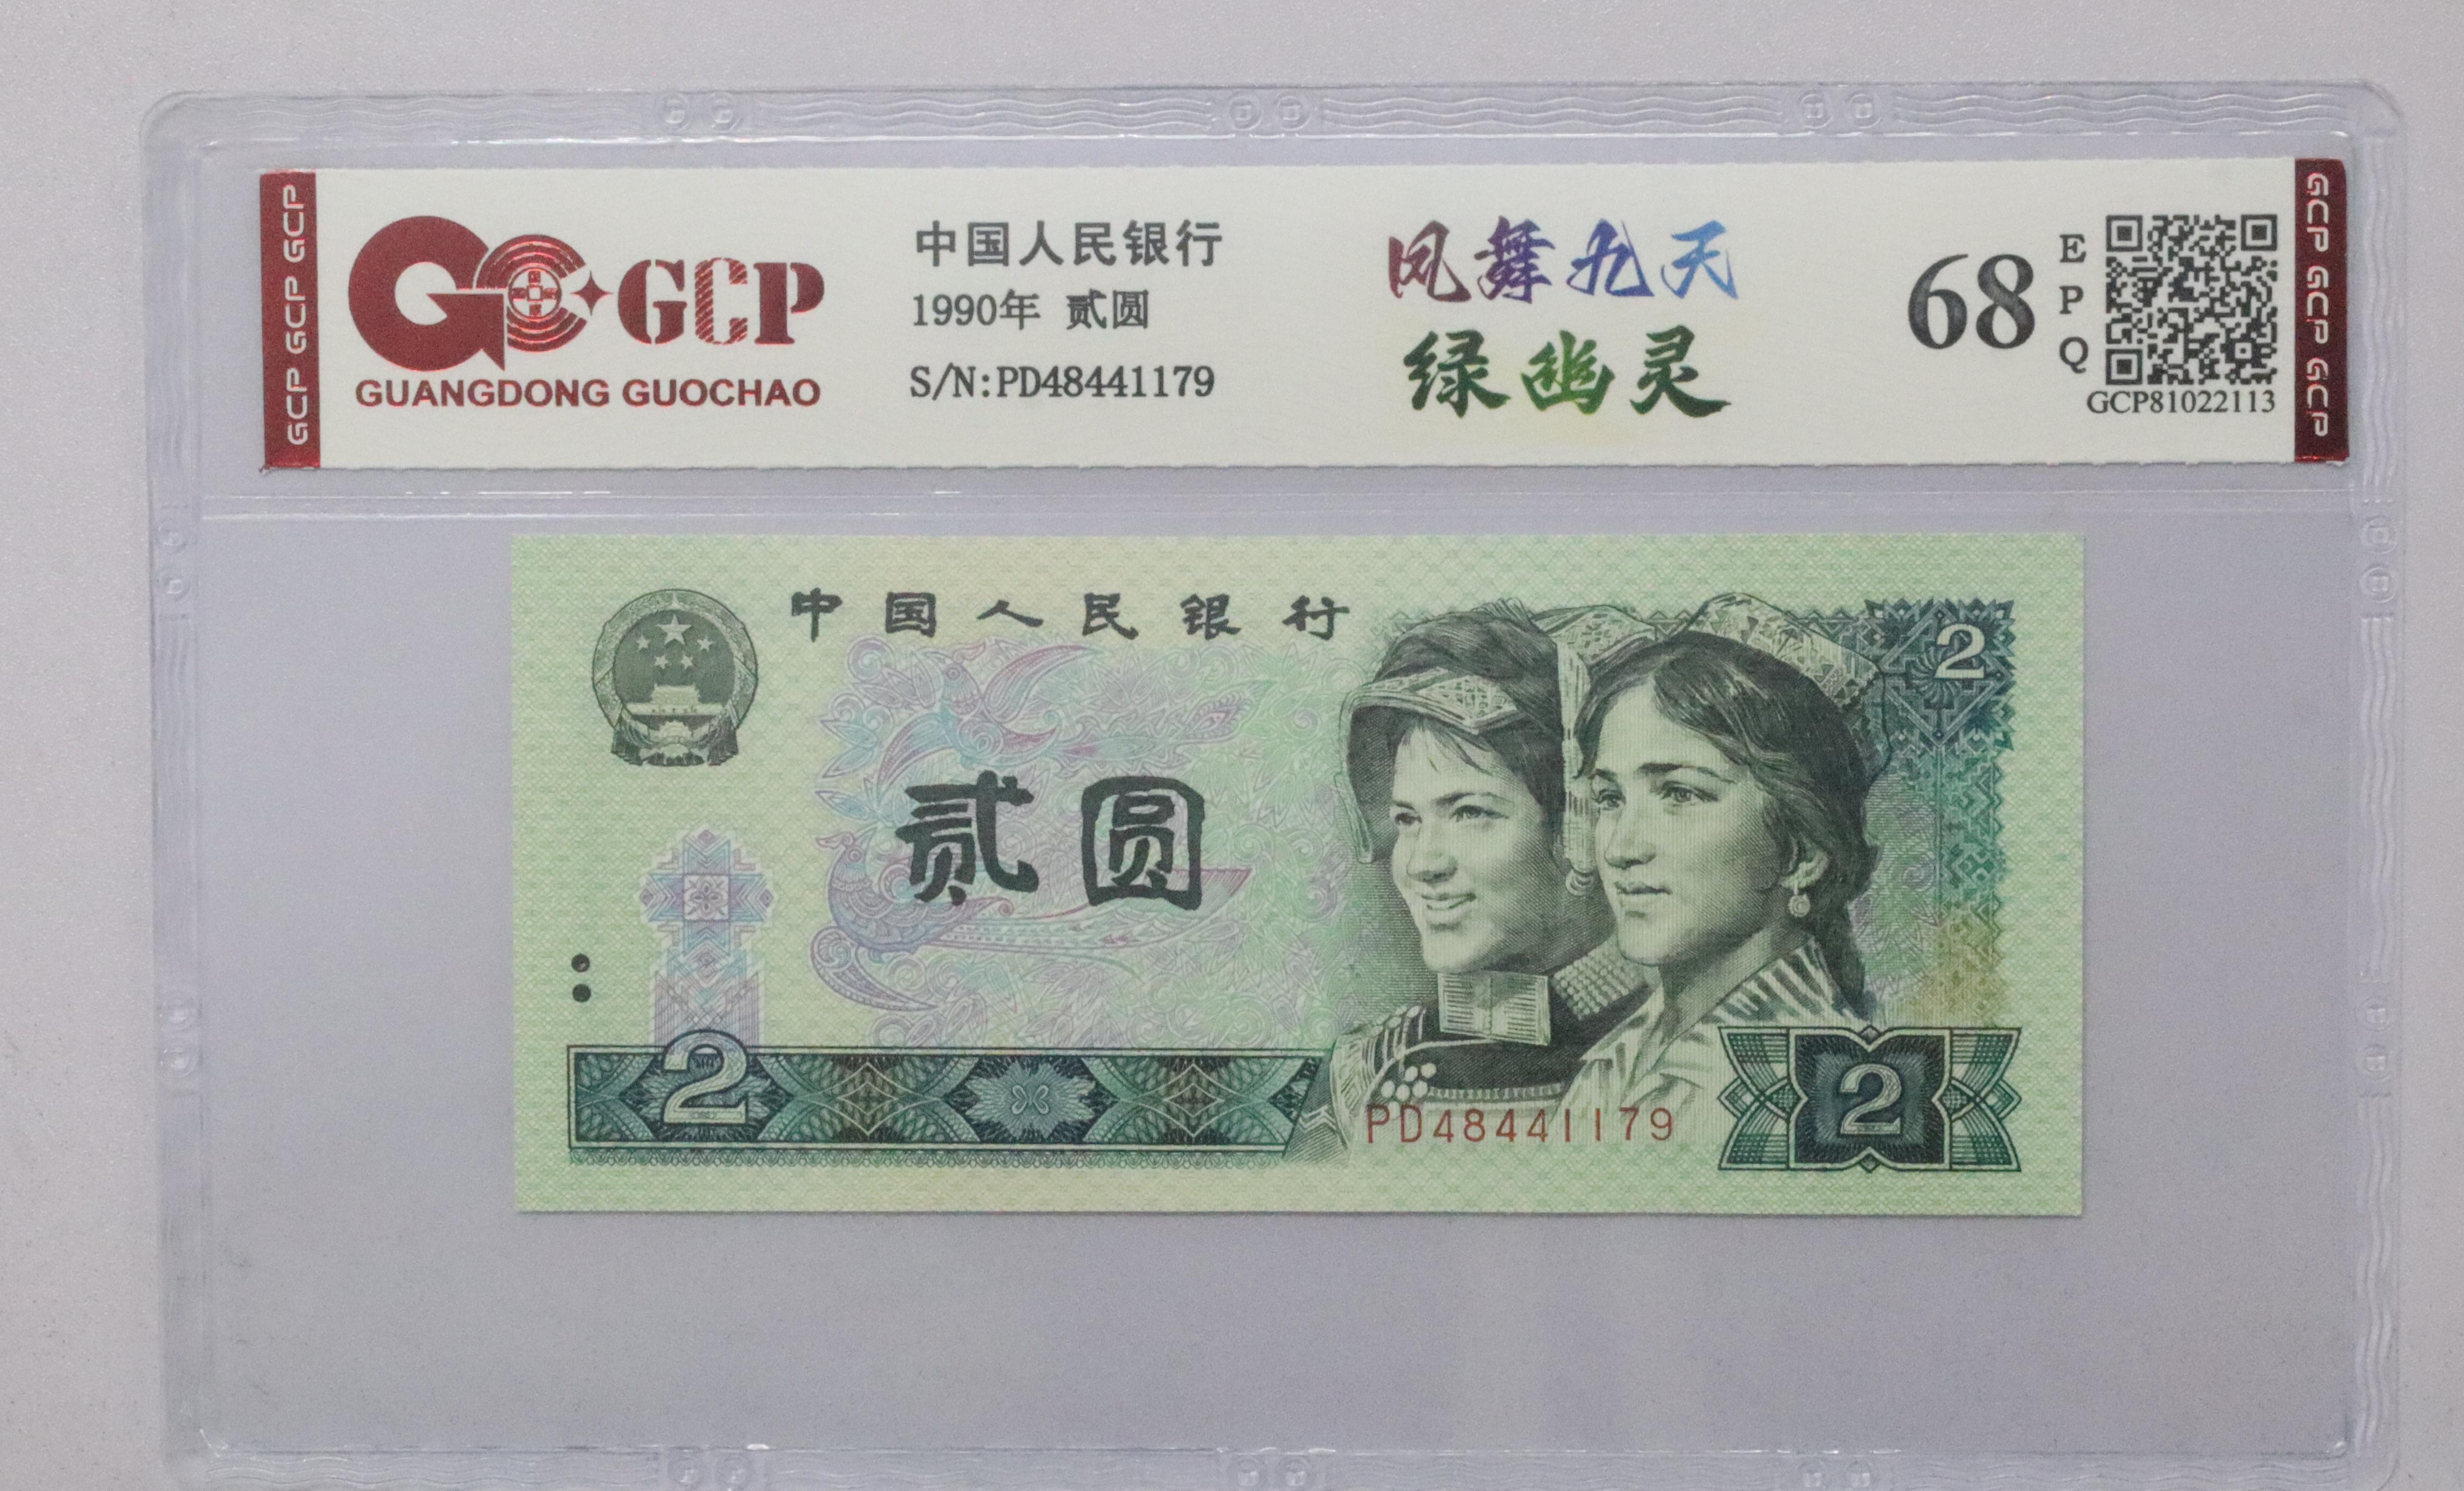 GCP GCP GCP
GCP
GUANGDONG GUOCHAO
中国人民银行
1990年 贰圆
S/N:PD48441179
凤舞九天
绿幽灵
68
EPQ
GCP81022113
GCP GCP GCP
中国人民银行
2
贰圆
2
PD48441179
2